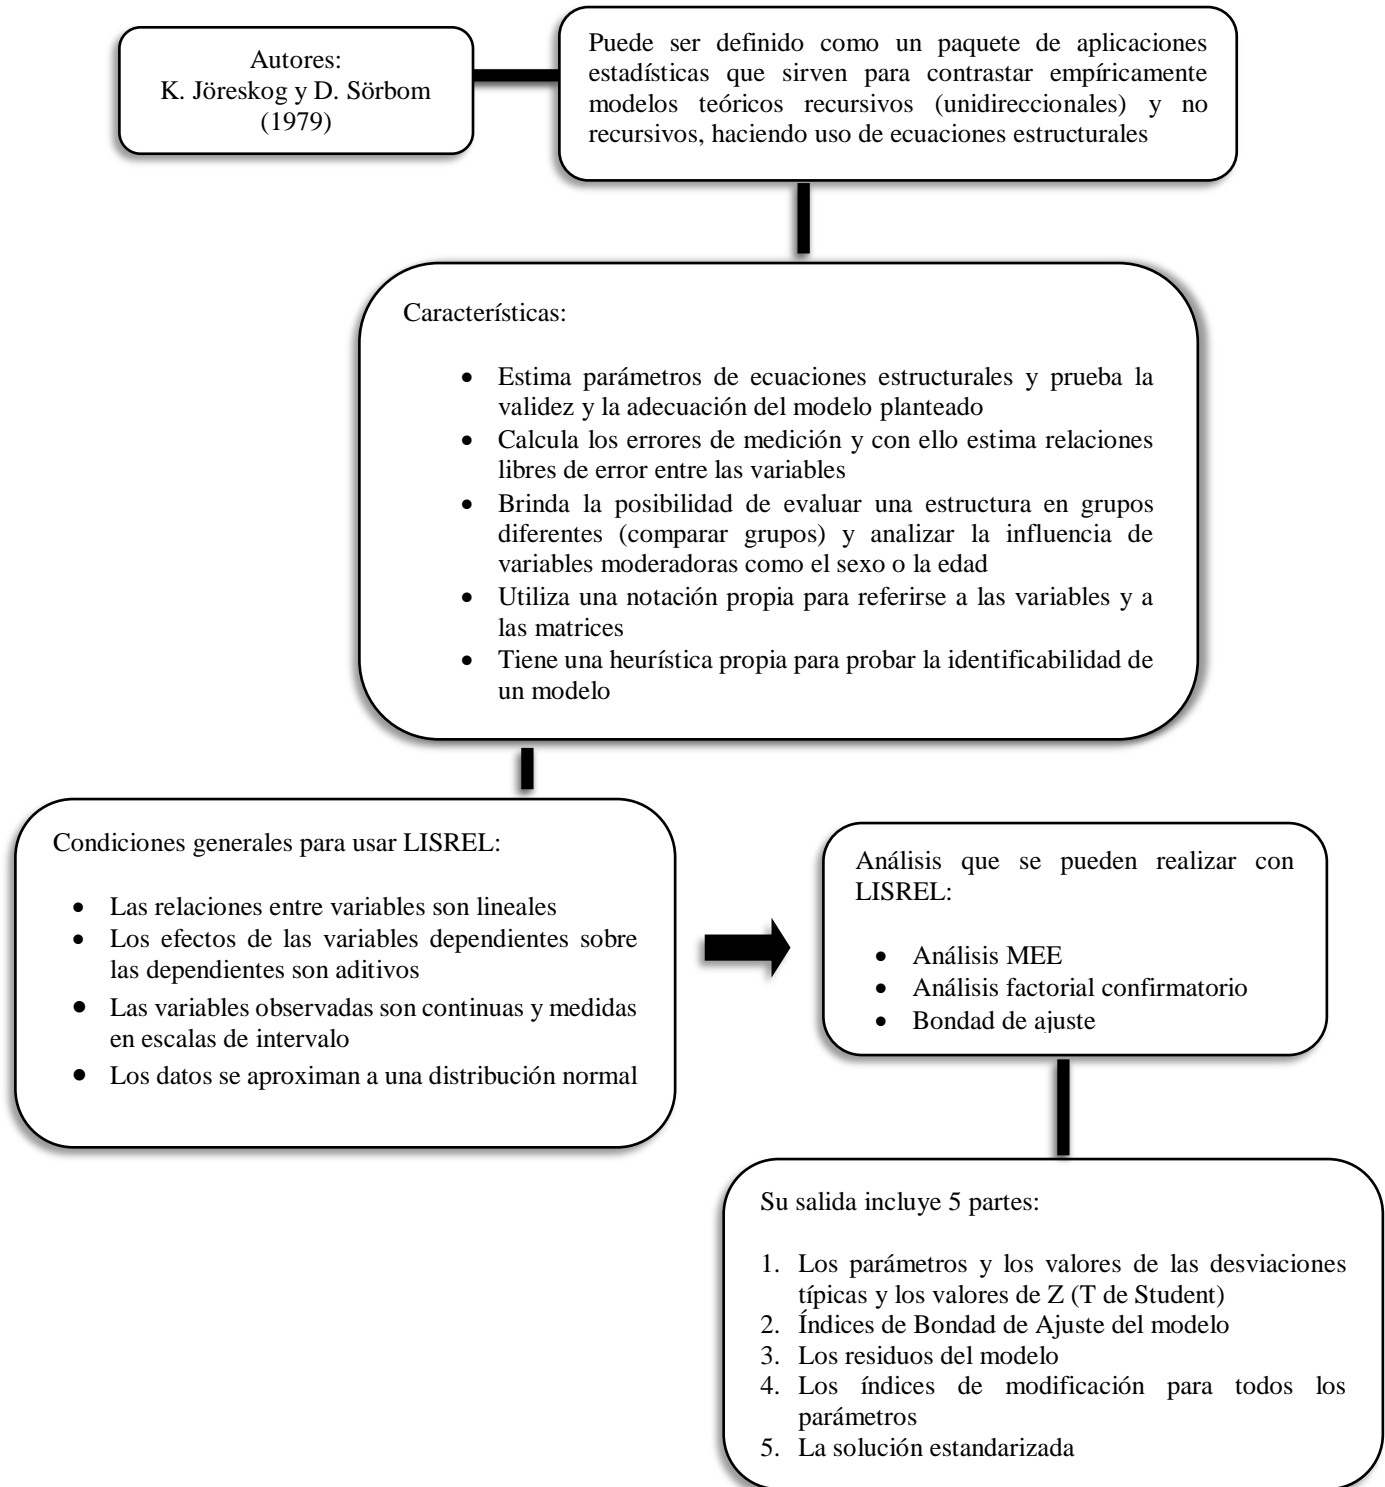 Autores:
K. Jöreskog y D. Sörbom
(1979)
Puede ser definido como un paquete de aplicaciones
estadísticas que sirven para contrastar empíricamente
modelos teóricos recursivos (unidireccionales) y no
recursivos, haciendo uso de ecuaciones estructurales
Características:
• Estima parámetros de ecuaciones estructurales y prueba la
validez y la adecuación del modelo planteado
• Calcula los errores de medición y con ello estima relaciones
libres de error entre las variables
• Brinda la posibilidad de evaluar una estructura en grupos
diferentes (comparar grupos) y analizar la influencia de
variables moderadoras como el sexo o la edad
• Utiliza una notación propia para referirse a las variables y a
las matrices
• Tiene una heurística propia para probar la identificabilidad de
un modelo
Condiciones generales para usar LISREL:
• Las relaciones entre variables son lineales
• Los efectos de las variables dependientes sobre
las dependientes son aditivos
• Las variables observadas son continuas y medidas
en escalas de intervalo
• Los datos se aproximan a una distribución normal
Análisis que se pueden realizar con
LISREL:
• Análisis MEE
• Análisis factorial confirmatorio
• Bondad de ajuste
Su salida incluye 5 partes:
1. Los parámetros y los valores de las desviaciones
típicas y los valores de Z (T de Student)
2. Índices de Bondad de Ajuste del modelo
3. Los residuos del modelo
4. Los índices de modificación para todos los
parámetros
5. La solución estandarizada